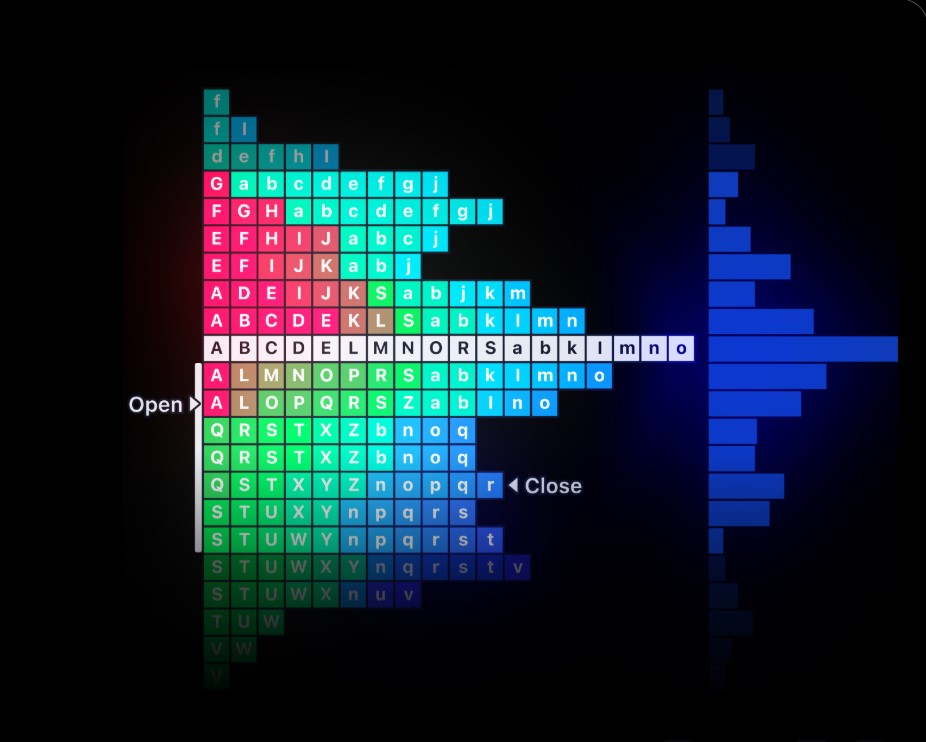 f
f l
d e f h l
G a b c d e f g j
F G H a b c d e f g j
E F H I J a b c j
E F I J K a b j
A D E I J K S a b j k m
A B C D E K L S a b k l m n
A B C D E L M N O R S a b k l m n o
A L M N O P R S a b k l m n o
Open A L O P Q R S Z a b l n o
Q R S T X Z b n o q
Q R S T X Z b n o q
Q S T X Y Z n o p q r Close
S T U X Y n p q r s
S T U W Y n p q r s t
S T U W X Y n q r s t v
S T U W X n u v
T U W
V W
V